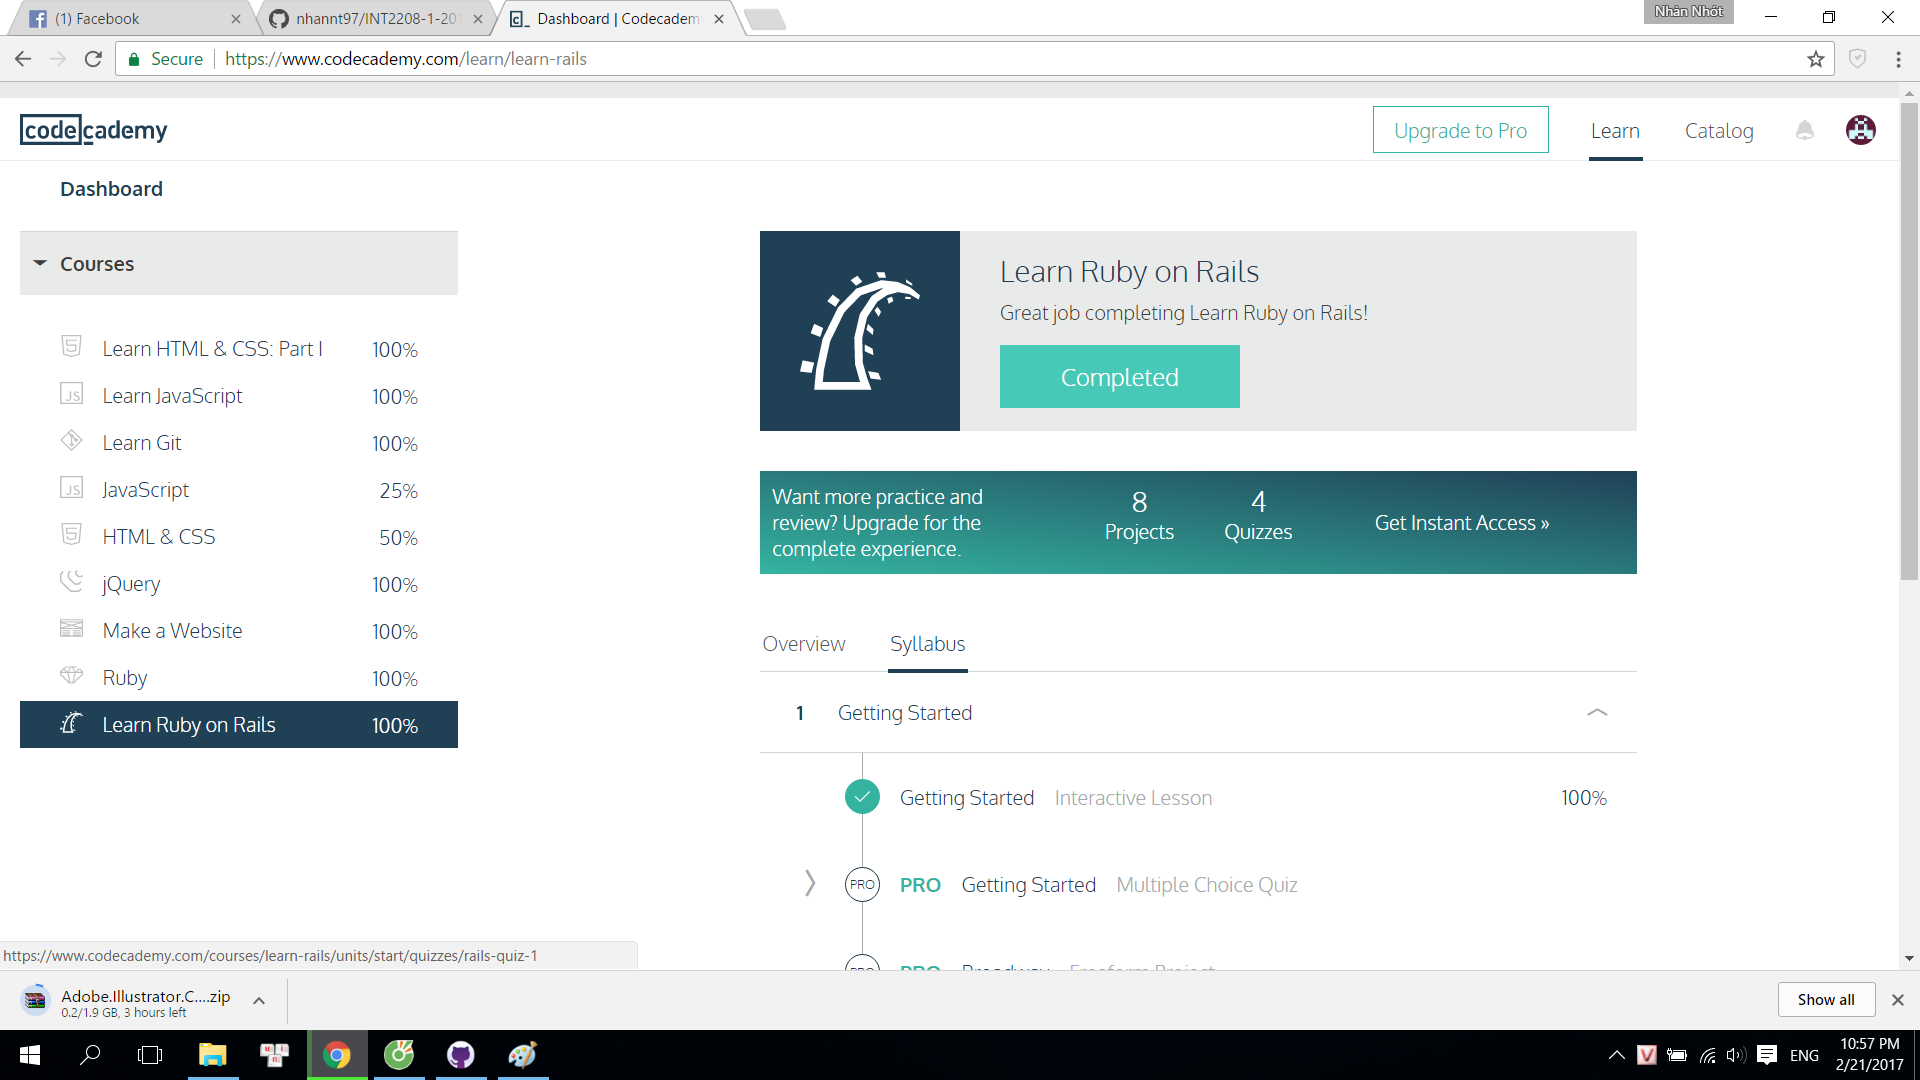 (1) Facebook
nhannt97/INT2208-1-20
Dashboard | Codecadem
Nhàn Nhót
Secure
https://www.codecademy.com/learn/learn-rails
codecademy
Upgrade to Pro
Learn
Catalog
Dashboard
Courses
Learn HTML & CSS: Part I 100%
Learn JavaScript 100%
Learn Git 100%
JavaScript 25%
HTML & CSS 50%
jQuery 100%
Make a Website 100%
Ruby 100%
Learn Ruby on Rails 100%
Learn Ruby on Rails
Great job completing Learn Ruby on Rails!
Completed
Want more practice and
review? Upgrade for the
complete experience.
8
Projects
4
Quizzes
Get Instant Access »
Overview
Syllabus
1 Getting Started
Getting Started Interactive Lesson 100%
PRO PRO Getting Started Multiple Choice Quiz
https://www.codecademy.com/courses/learn-rails/units/start/quizzes/rails-quiz-1
Adobe.Illustrator.C....zip
0.2/1.9 GB, 3 hours left
Show all
ENG
10:57 PM
2/21/2017